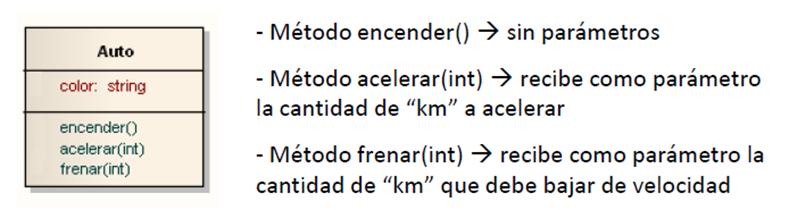 Auto
color: string
encender()
acelerar(int)
frenar(int)
- Método encender() → sin parámetros
- Método acelerar(int) → recibe como parámetro
la cantidad de “km” a acelerar
- Método frenar(int) → recibe como parámetro la
cantidad de “km” que debe bajar de velocidad